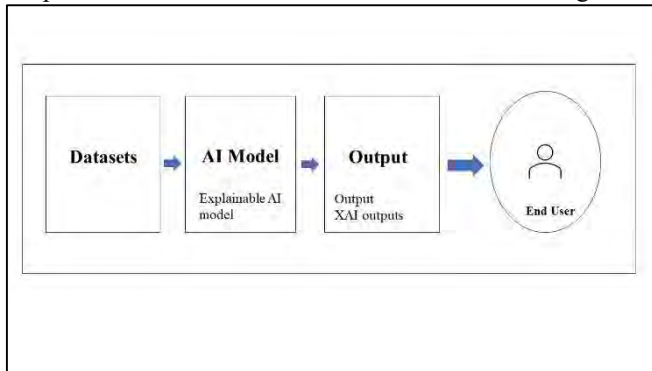 Datasets
AI Model
Explainable AI
model
Output
Output
XAI outputs
End User